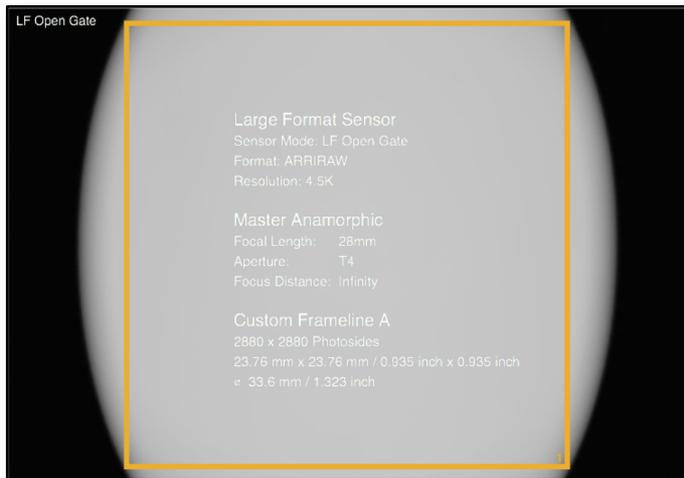 LF Open Gate
Large Format Sensor
Sensor Mode: LF Open Gate
Format: ARRIRAW
Resolution: 4.5K
Master Anamorphic
Focal Length: 28mm
Aperture: T4
Focus Distance: Infinity
Custom Frameline A
2880 x 2880 Photosides
23.76 mm x 23.76 mm / 0.935 inch x 0.935 inch
⌀ 33.6 mm / 1.323 inch
1